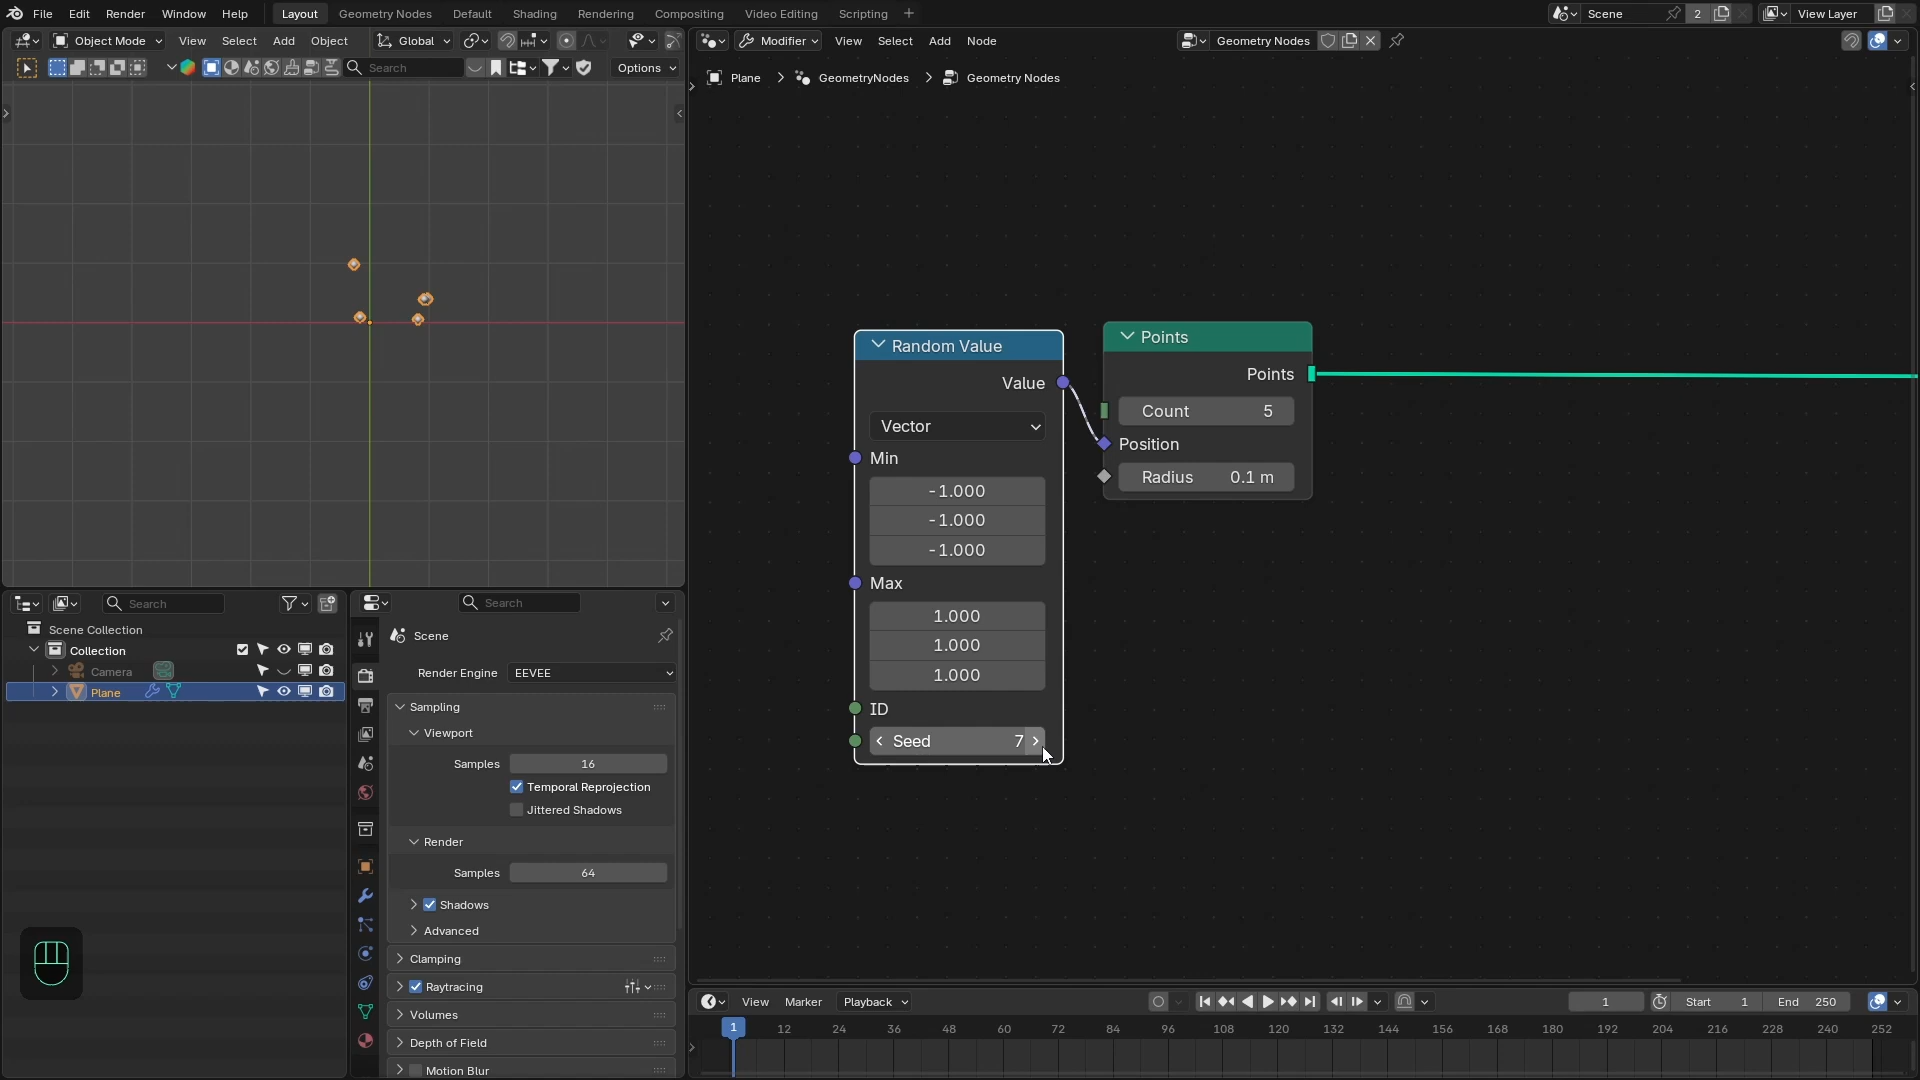 File Edit Render Window Help Layout Geometry Nodes Default Shading Rendering Compositing Video Editing Scripting + Scene 2 View Layer
Object Mode View Select Add Object Global
Search Options
Modifier View Select Add Node Geometry Nodes
Plane > GeometryNodes > Geometry Nodes
Random Value
Value
Vector
Min
-1.000
-1.000
-1.000
Max
1.000
1.000
1.000
ID
Seed 7
Points
Points
Count 5
Position
Radius 0.1 m
Search
Scene Collection
Collection
Camera
Plane
Search
Scene
Render Engine EEVEE
Sampling
Viewport
Samples 16
Temporal Reprojection
Jittered Shadows
Render
Samples 64
Shadows
Advanced
Clamping
Raytracing
Volumes
Depth of Field
Motion Blur
View Marker Playback 1 Start 1 End 250
1 12 24 36 48 60 72 84 96 108 120 132 144 156 168 180 192 204 216 228 240 252